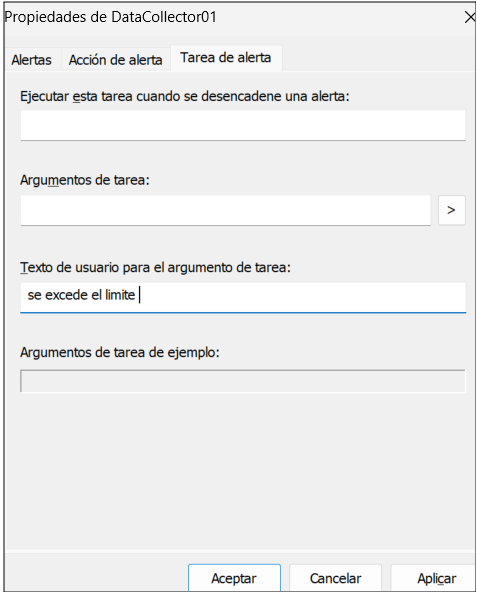 Propiedades de DataCollector01
Alertas Acción de alerta Tarea de alerta
Ejecutar esta tarea cuando se desencadene una alerta:
Argumentos de tarea:
>
Texto de usuario para el argumento de tarea:
se excede el limite
Argumentos de tarea de ejemplo:
Aceptar Cancelar Aplicar